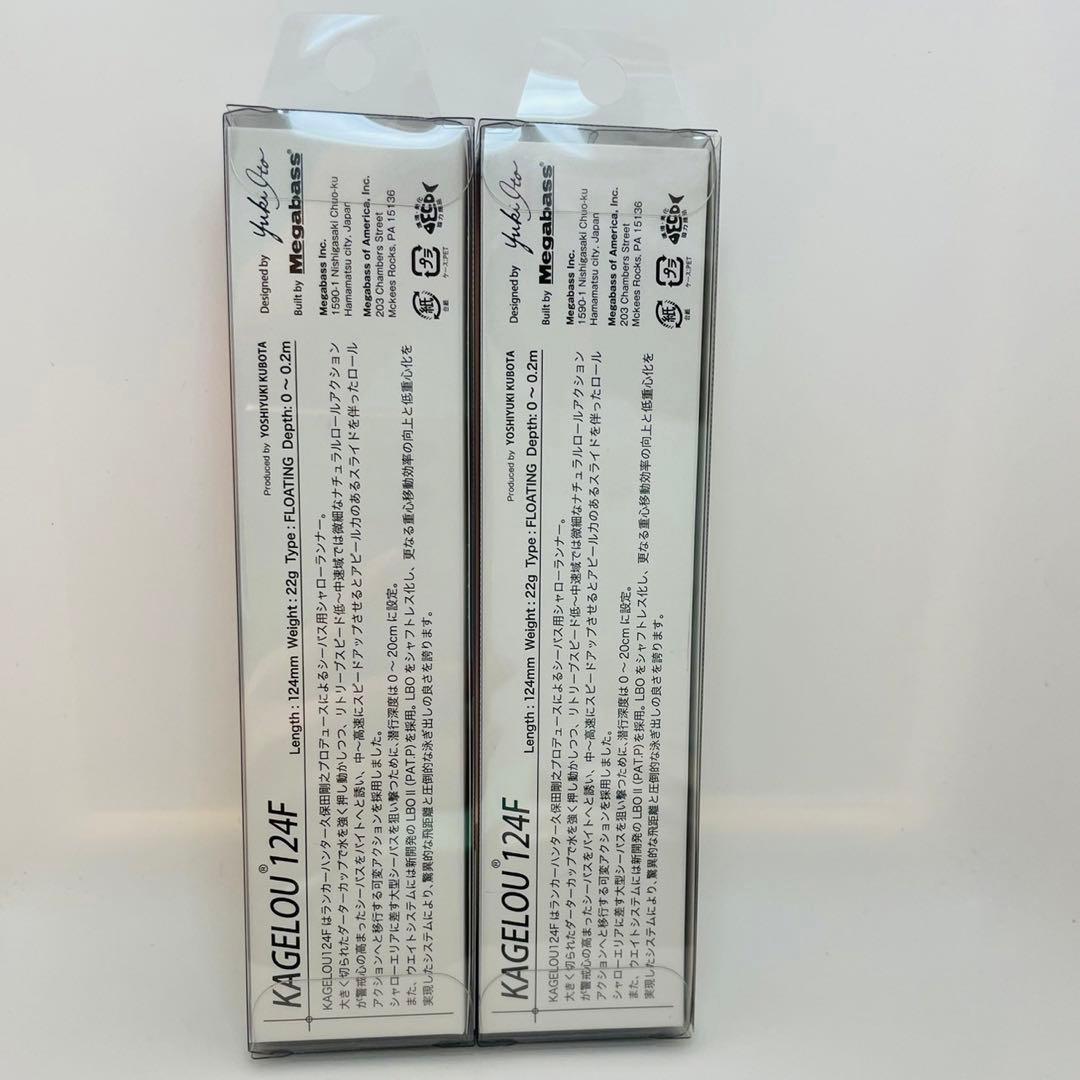 KAGELOU® 124F
Produced by YOSHIYUKI KUBOTA
Length : 124mm Weight : 22g Type : FLOATING Depth: 0～0.2m
KAGELOU124Fはランカーハンター久保田剛之プロデュースによるシーバス用シャローランナー。
大きく切られたダーターカップで水を強く押し動かしつつ、リトリーブスピード低～中速域では微細なナチュラルロールアクション
が警戒心の高まったシーバスをバイトへと誘い、中～高速にスピードアップさせるとアピール力のあるスライドを伴ったロール
アクションへと移行する可変アクションを採用しました。
シャローエリアに差す大型シーバスを狙い撃つために、潜行深度は0～20cmに設定。
また、ウエイトシステムには新開発のLBOII(PAT.P)を採用。LBOをシャフトレス化し、更なる重心移動効率の向上と低重心化を
実現したシステムにより、驚異的な飛距離と圧倒的な泳ぎ出しの良さを誇ります。
Designed by Yuki Ito
Built by Megabass®
Megabass Inc.
1590-1 Nishigasaki Chuo-ku
Hamamatsu city, Japan
Megabass of America, Inc.
203 Chambers Street
Mckees Rocks, PA 15136
紙
台紙
プラ
ケース:PET
ECO
KAGELOU® 124F
Produced by YOSHIYUKI KUBOTA
Length : 124mm Weight : 22g Type : FLOATING Depth: 0～0.2m
KAGELOU124Fはランカーハンター久保田剛之プロデュースによるシーバス用シャローランナー。
大きく切られたダーターカップで水を強く押し動かしつつ、リトリーブスピード低～中速域では微細なナチュラルロールアクション
が警戒心の高まったシーバスをバイトへと誘い、中～高速にスピードアップさせるとアピール力のあるスライドを伴ったロール
アクションへと移行する可変アクションを採用しました。
シャローエリアに差す大型シーバスを狙い撃つために、潜行深度は0～20cmに設定。
また、ウエイトシステムには新開発のLBOII(PAT.P)を採用。LBOをシャフトレス化し、更なる重心移動効率の向上と低重心化を
実現したシステムにより、驚異的な飛距離と圧倒的な泳ぎ出しの良さを誇ります。
Designed by Yuki Ito
Built by Megabass®
Megabass Inc.
1590-1 Nishigasaki Chuo-ku
Hamamatsu city, Japan
Megabass of America, Inc.
203 Chambers Street
Mckees Rocks, PA 15136
紙
台紙
プラ
ケース:PET
ECO